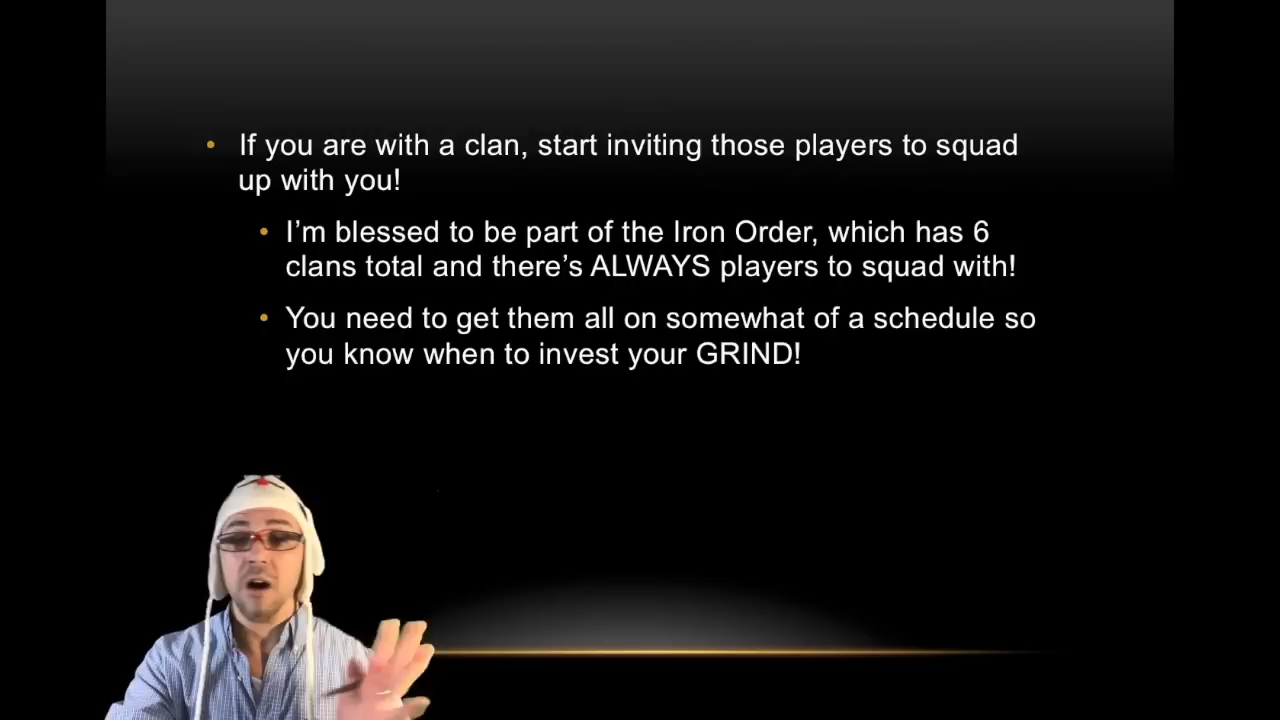 If you are with a clan, start inviting those players to squad
up with you!
I’m blessed to be part of the Iron Order, which has 6
clans total and there’s ALWAYS players to squad with!
You need to get them all on somewhat of a schedule so
you know when to invest your GRIND!